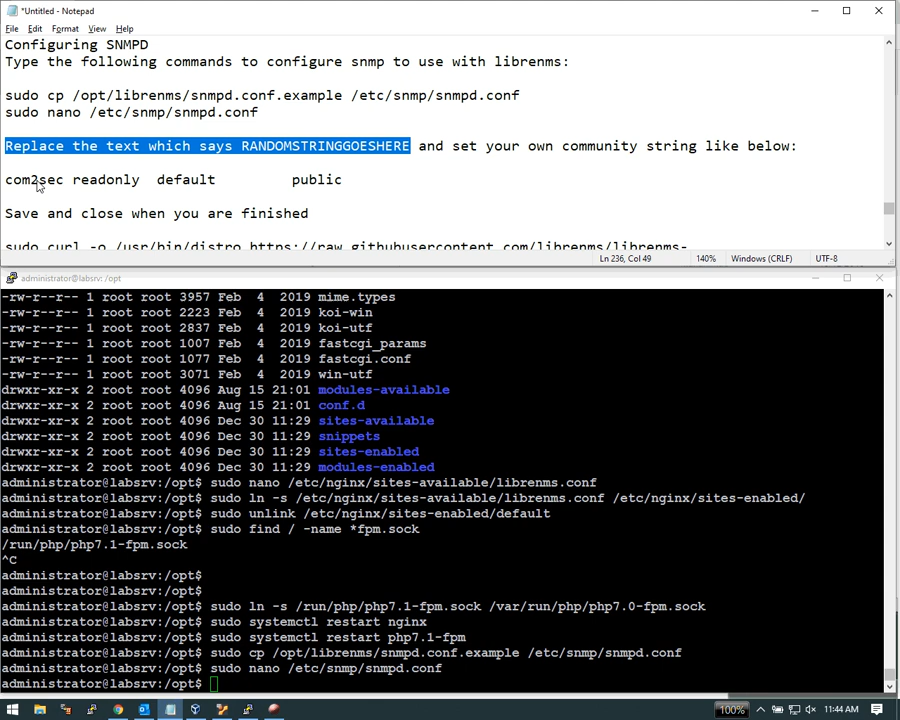 *Untitled - Notepad
File Edit Format View Help
Configuring SNMPD
Type the following commands to configure snmp to use with librenms:
sudo cp /opt/librenms/snmpd.conf.example /etc/snmp/snmpd.conf
sudo nano /etc/snmp/snmpd.conf
Replace the text which says RANDOMSTRINGGOESHERE and set your own community string like below:
com2sec readonly default public
Save and close when you are finished
sudo curl -o /usr/bin/distro https://raw.githubusercontent.com/librenms/librenms-
Ln 236, Col 49 140% Windows (CRLF) UTF-8
administrator@labsrv: /opt
-rw-r--r-- 1 root root 3957 Feb 4 2019 mime.types
-rw-r--r-- 1 root root 2223 Feb 4 2019 koi-win
-rw-r--r-- 1 root root 2837 Feb 4 2019 koi-utf
-rw-r--r-- 1 root root 1007 Feb 4 2019 fastcgi_params
-rw-r--r-- 1 root root 1077 Feb 4 2019 fastcgi.conf
-rw-r--r-- 1 root root 3071 Feb 4 2019 win-utf
drwxr-xr-x 2 root root 4096 Aug 15 21:01 modules-available
drwxr-xr-x 2 root root 4096 Aug 15 21:01 conf.d
drwxr-xr-x 2 root root 4096 Dec 30 11:29 sites-available
drwxr-xr-x 2 root root 4096 Dec 30 11:29 snippets
drwxr-xr-x 2 root root 4096 Dec 30 11:29 sites-enabled
drwxr-xr-x 2 root root 4096 Dec 30 11:29 modules-enabled
administrator@labsrv:/opt$ sudo nano /etc/nginx/sites-available/librenms.conf
administrator@labsrv:/opt$ sudo ln -s /etc/nginx/sites-available/librenms.conf /etc/nginx/sites-enabled/
administrator@labsrv:/opt$ sudo unlink /etc/nginx/sites-enabled/default
administrator@labsrv:/opt$ sudo find / -name *fpm.sock
/run/php/php7.1-fpm.sock
^C
administrator@labsrv:/opt$
administrator@labsrv:/opt$
administrator@labsrv:/opt$ sudo ln -s /run/php/php7.1-fpm.sock /var/run/php/php7.0-fpm.sock
administrator@labsrv:/opt$ sudo systemctl restart nginx
administrator@labsrv:/opt$ sudo systemctl restart php7.1-fpm
administrator@labsrv:/opt$ sudo cp /opt/librenms/snmpd.conf.example /etc/snmp/snmpd.conf
administrator@labsrv:/opt$ sudo nano /etc/snmp/snmpd.conf
administrator@labsrv:/opt$
100% 11:44 AM